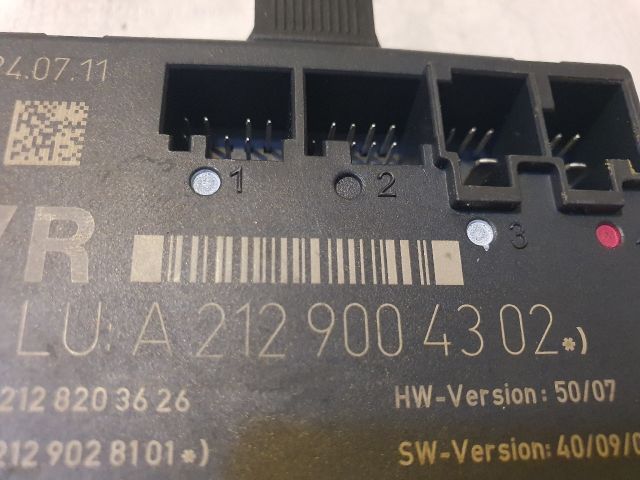 24.07.11
1 2 3
7R
LU: A 212 900 43 02 *)
212 820 36 26
HW-Version: 50/07
212 902 81 01 *)
SW-Version: 40/09/0